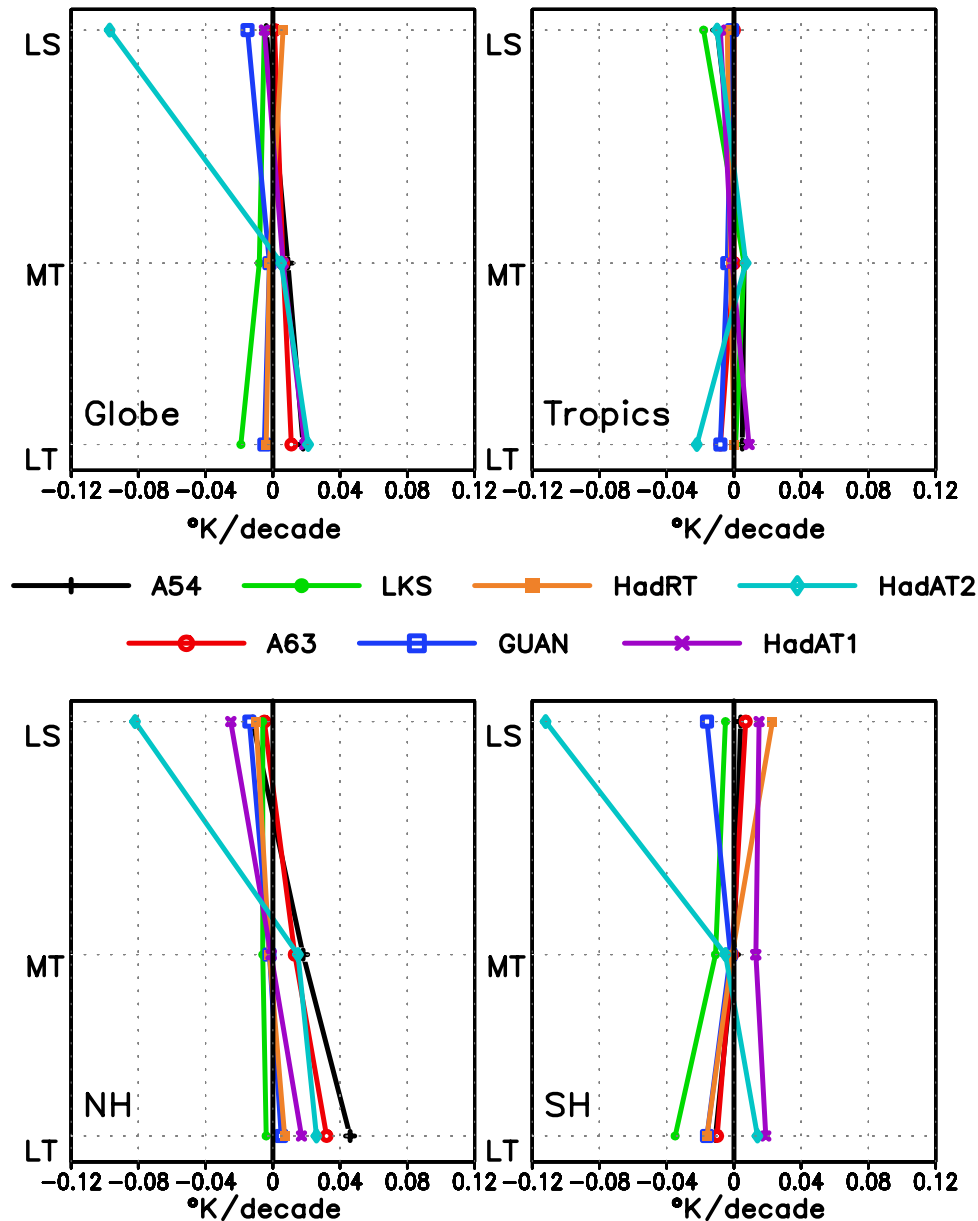 LS
LS
MT
MT
Globe
Tropics
LT
LT
-0.12 -0.08 -0.04 0 0.04 0.08 0.12
-0.12 -0.08 -0.04 0 0.04 0.08 0.12
°K/decade
°K/decade
A54 LKS HadRT HadAT2
A63 GUAN HadAT1
LS
LS
MT
MT
NH
SH
LT
LT
-0.12 -0.08 -0.04 0 0.04 0.08 0.12
-0.12 -0.08 -0.04 0 0.04 0.08 0.12
°K/decade
°K/decade